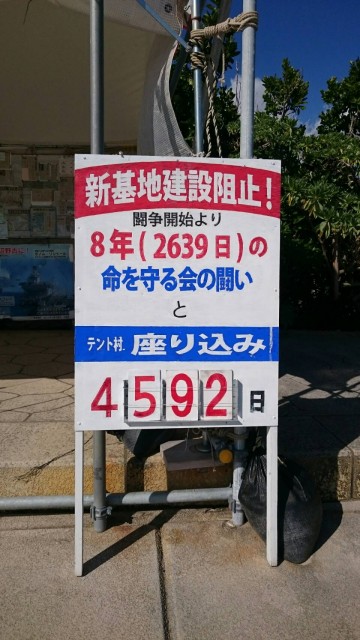 新基地建設阻止!
闘争開始より
8年(2639日)の
命を守る会の闘い
と
テント村. 座り込み
4592日